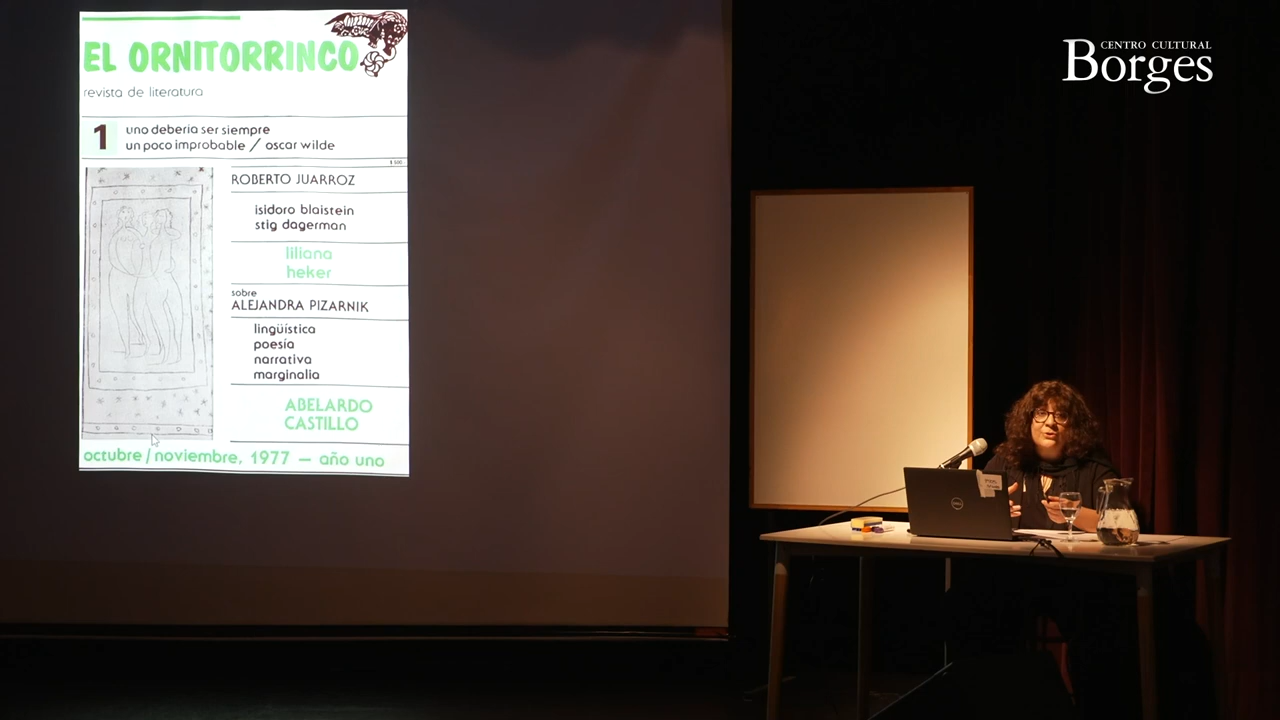 EL ORNITORRINCO
revista de literatura
1
uno debería ser siempre
un poco improbable / oscar wilde
$ 500
ROBERTO JUARROZ
isidoro blaistein
stig dagerman
liliana
heker
sobre
ALEJANDRA PIZARNIK
lingüística
poesía
narrativa
marginalia
ABELARDO
CASTILLO
octubre / noviembre, 1977 — año uno
CENTRO CULTURAL
Borges
DELL